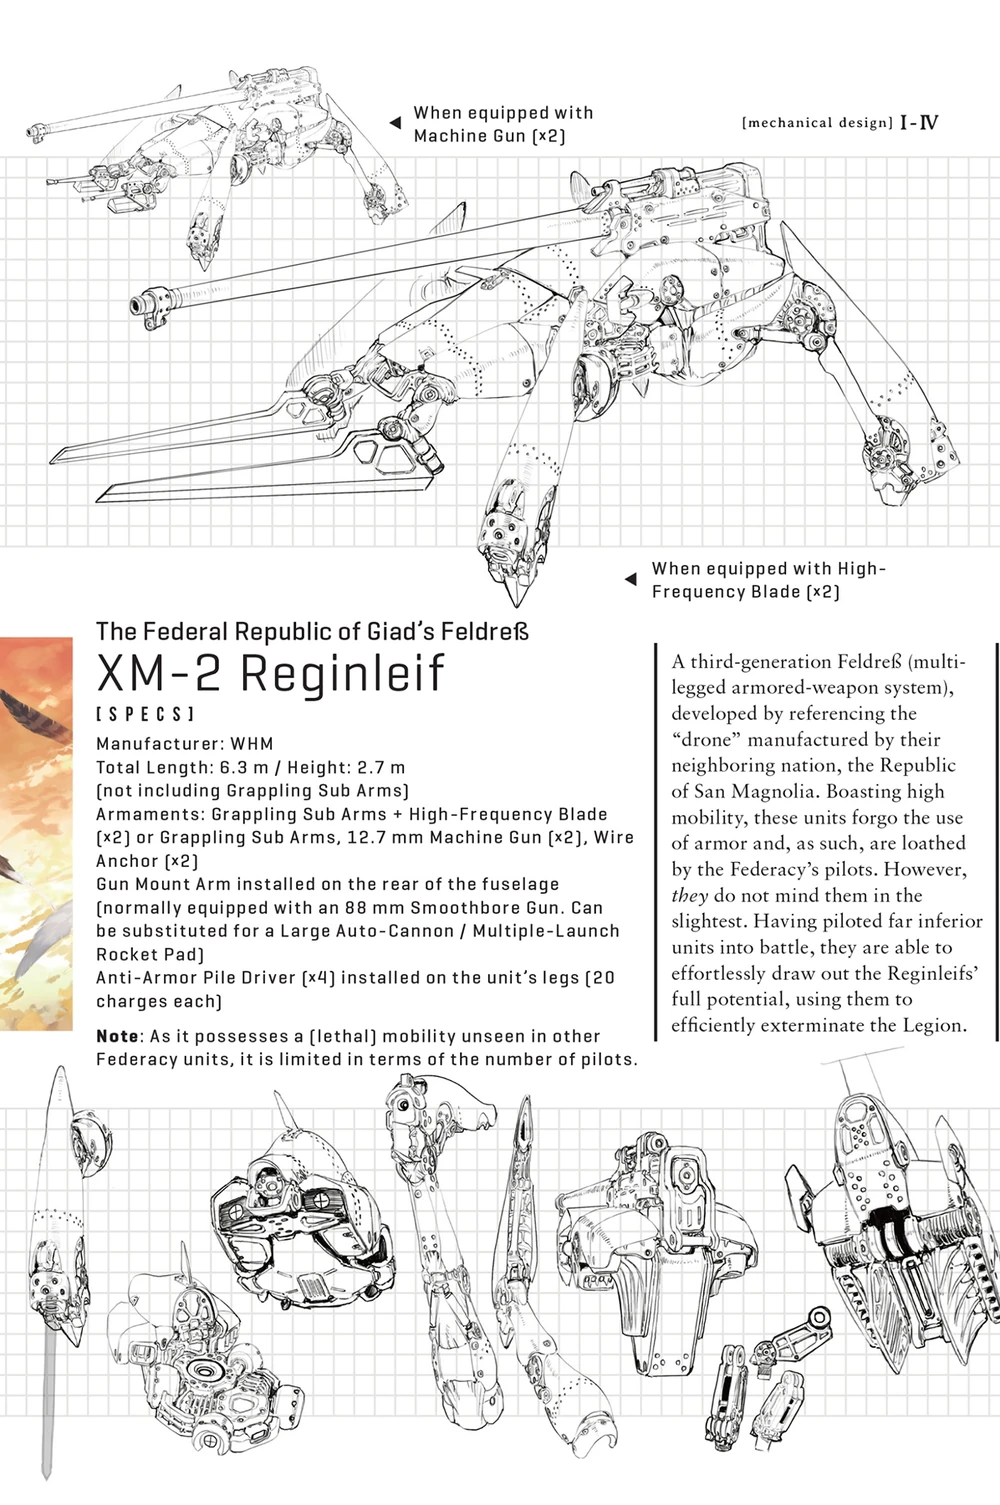 When equipped with
Machine Gun (×2)
[mechanical design] I-IV
When equipped with High-
Frequency Blade (×2)
The Federal Republic of Giad's Feldreß
XM-2 Reginleif
[SPECS]
Manufacturer: WHM
Total Length: 6.3 m / Height: 2.7 m
(not including Grappling Sub Arms)
Armaments: Grappling Sub Arms + High-Frequency Blade
(×2) or Grappling Sub Arms, 12.7 mm Machine Gun (×2), Wire
Anchor (×2)
Gun Mount Arm installed on the rear of the fuselage
(normally equipped with an 88 mm Smoothbore Gun. Can
be substituted for a Large Auto-Cannon / Multiple-Launch
Rocket Pad)
Anti-Armor Pile Driver (×4) installed on the unit's legs (20
charges each)
Note: As it possesses a (lethal) mobility unseen in other
Federacy units, it is limited in terms of the number of pilots.
A third-generation Feldreß (multi-
legged armored-weapon system),
developed by referencing the
“drone” manufactured by their
neighboring nation, the Republic
of San Magnolia. Boasting high
mobility, these units forgo the use
of armor and, as such, are loathed
by the Federacy's pilots. However,
they do not mind them in the
slightest. Having piloted far inferior
units into battle, they are able to
effortlessly draw out the Reginleifs'
full potential, using them to
efficiently exterminate the Legion.